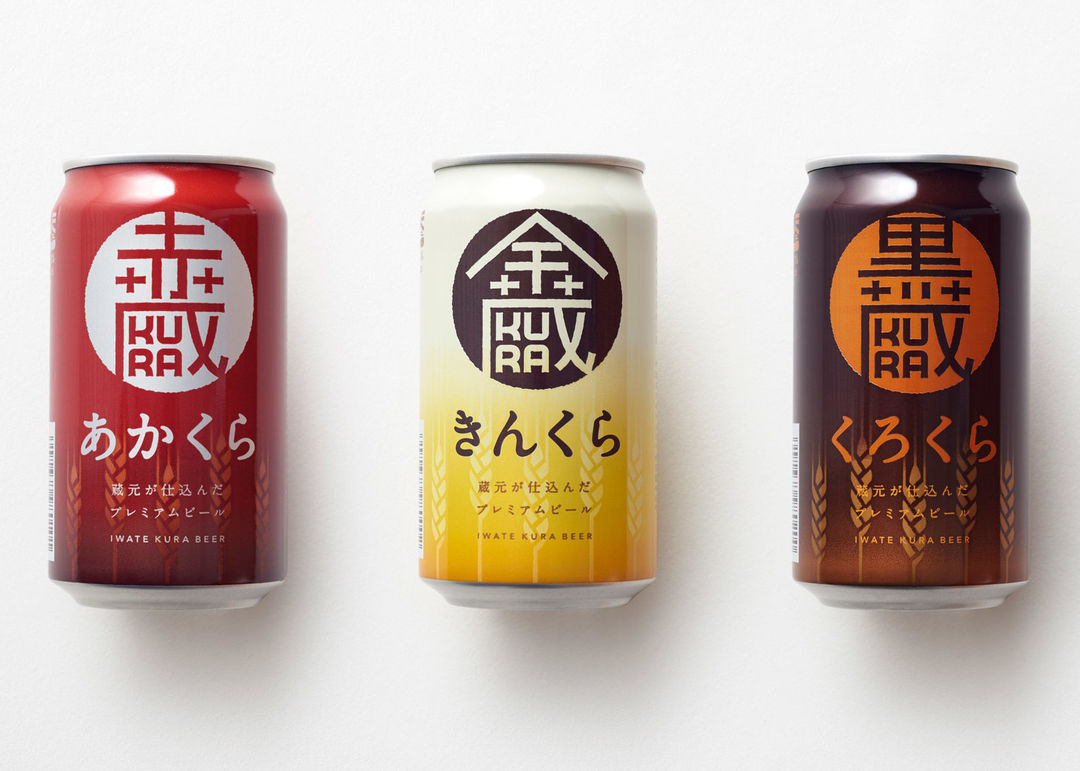 赤蔵
KU
RA
あかくら
蔵元が仕込んだ
プレミアムビール
IWATE KURA BEER
金蔵
KU
RA
きんくら
蔵元が仕込んだ
プレミアムビール
IWATE KURA BEER
黒蔵
KU
RA
くろくら
蔵元が仕込んだ
プレミアムビール
IWATE KURA BEER